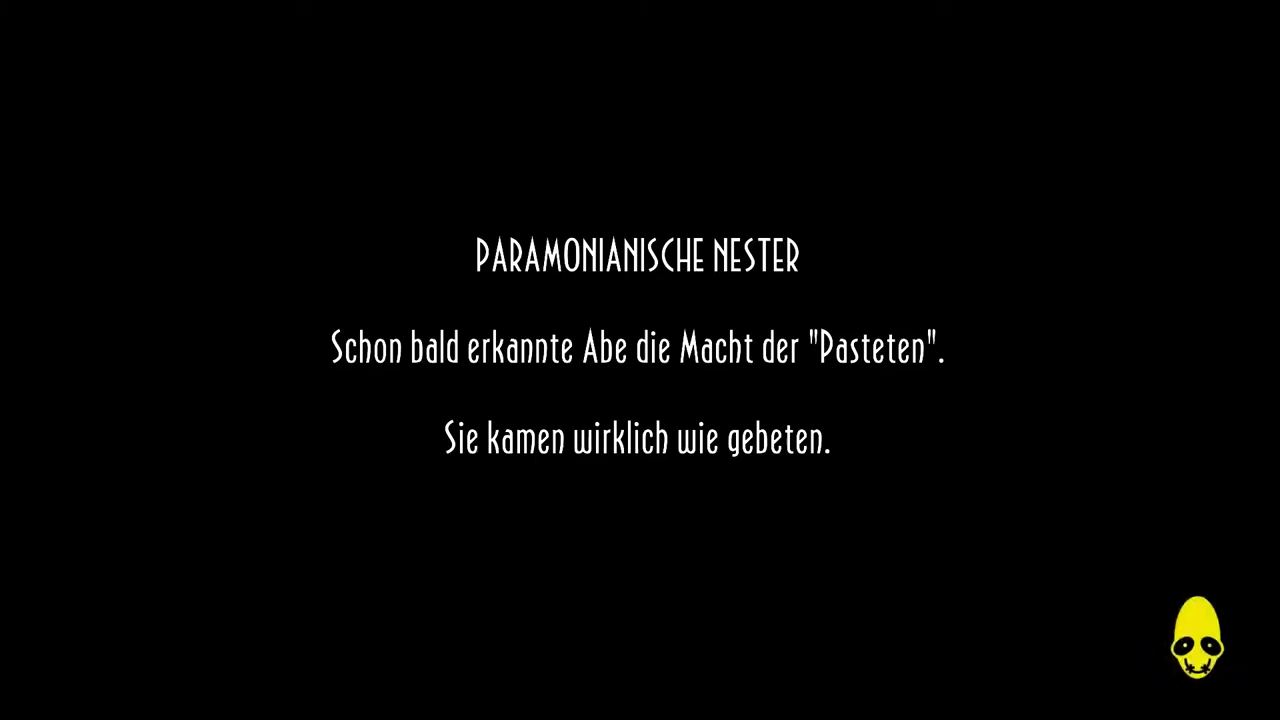 PARAMONIANISCHE NESTER
Schon bald erkannte Abe die Macht der "Pasteten".
Sie kamen wirklich wie gebeten.